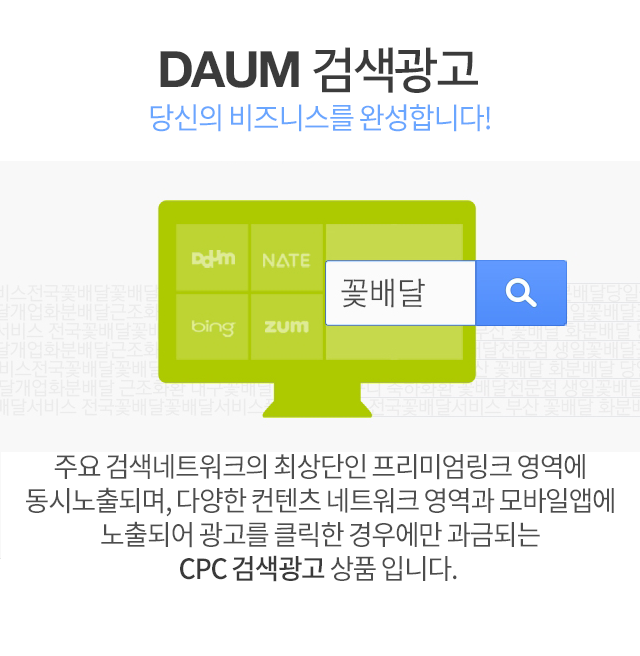 DAUM 검색광고
당신의 비즈니스를 완성합니다!
Daum
NATE
bing
zum
꽃배달
주요 검색네트워크의 최상단인 프리미엄링크 영역에
동시노출되며, 다양한 컨텐츠 네트워크 영역과 모바일앱에
노출되어 광고를 클릭한 경우에만 과금되는
CPC 검색광고 상품 입니다.